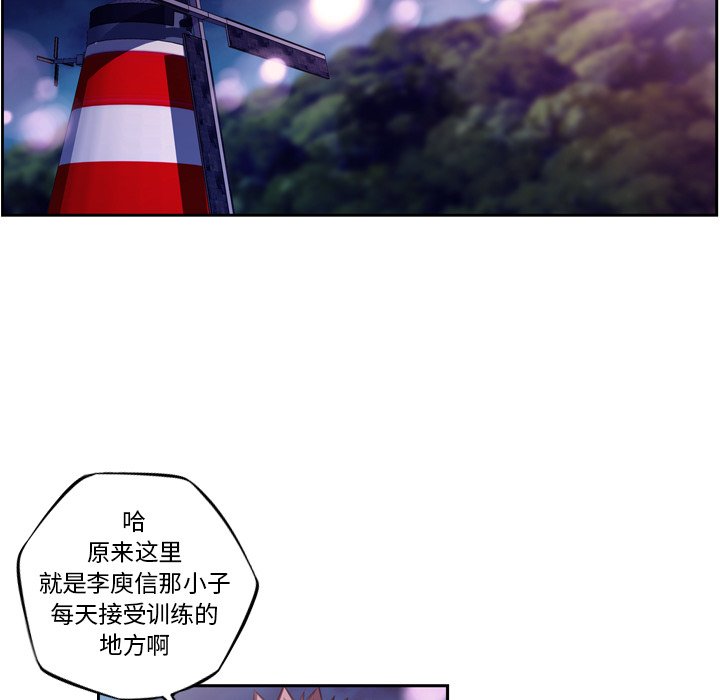 哈
原来这里
就是李庾信那小子
每天接受训练的
地方啊